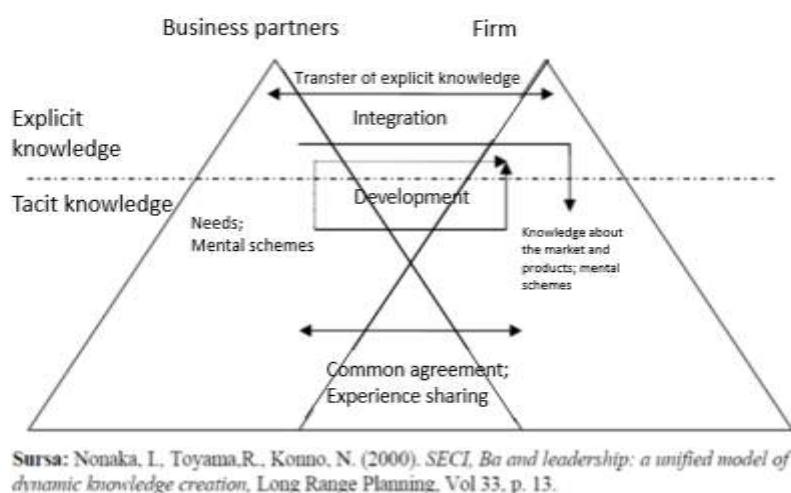 Business partners
Firm
Transfer of explicit knowledge
Integration
Explicit
knowledge
Tacit knowledge
Development
Needs;
Mental schemes
Knowledge about
the market and
products; mental
schemes
Common agreement;
Experience sharing
Sursa: Nonaka, I., Toyama,R., Konno, N. (2000). SECI, Ba and leadership: a unified model of
dynamic knowledge creation, Long Range Planning, Vol 33, p. 13.